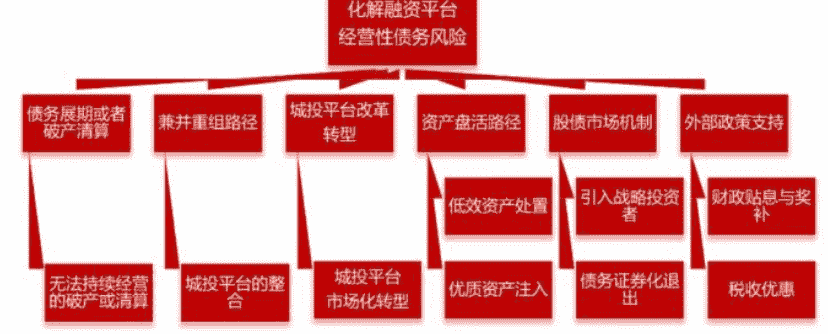 化解融资平台
经营性债务风险
债务展期或者
破产清算
兼并重组路径
城投平台改革
转型
资产盘活路径
股债市场机制
外部政策支持
低效资产处置
引入战略投资
者
财政贴息与奖
补
无法持续经营
的破产或清算
城投平台的整
合
城投平台
市场化转型
优质资产注入
债务证券化退
出
税收优惠